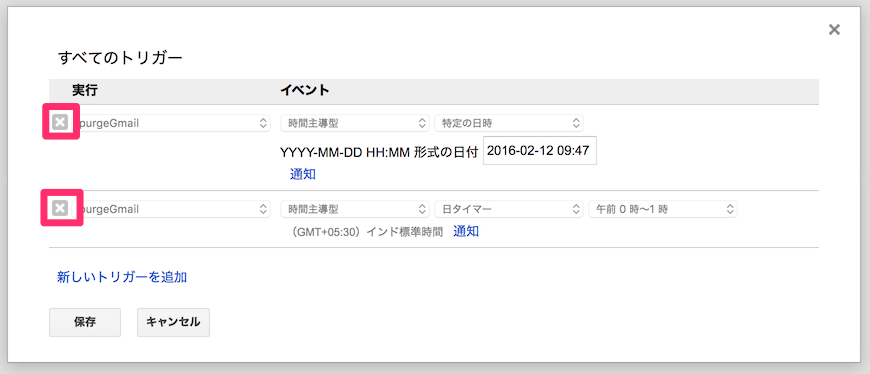 すべてのトリガー
実行 イベント
purgeGmail 時間主導型 特定の日時
YYYY-MM-DD HH:MM 形式の日付 2016-02-12 09:47
通知
purgeGmail 時間主導型 日タイマー 午前 0 時～1 時
（GMT+05:30）インド標準時間 通知
新しいトリガーを追加
保存 キャンセル